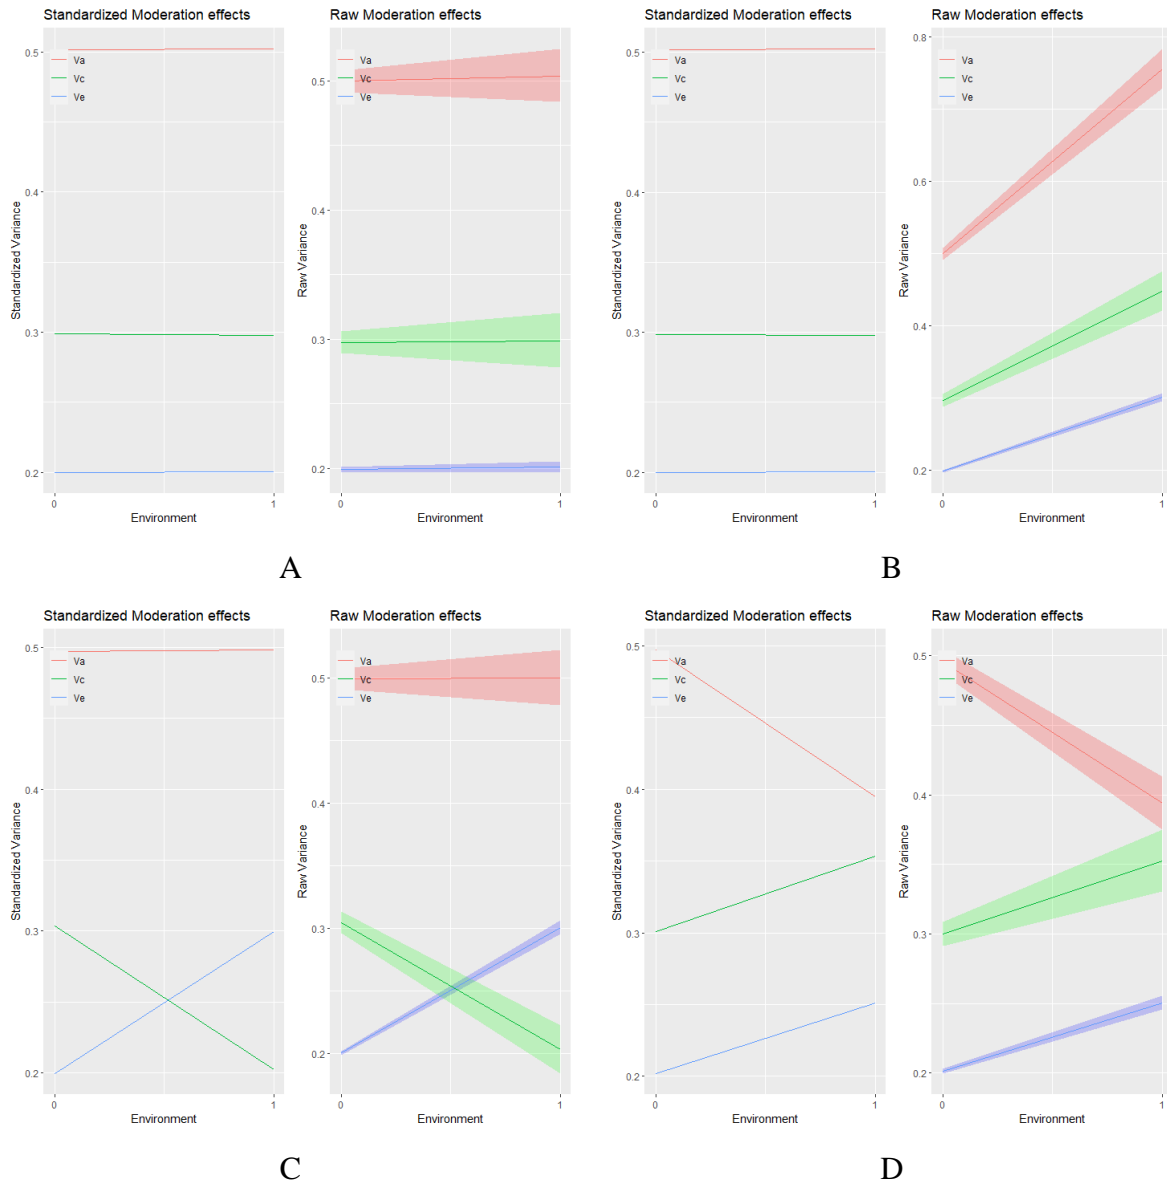 Standardized Moderation effects
Standardized Variance
0.5
0.4
0.3
0.2
Va
Vc
Ve
0
1
Environment
Raw Moderation effects
Raw Variance
0.5
0.4
0.3
0.2
Va
Vc
Ve
0
1
Environment
A
Standardized Moderation effects
Standardized Variance
0.5
0.4
0.3
0.2
Va
Vc
Ve
0
1
Environment
Raw Moderation effects
Raw Variance
0.8
0.6
0.4
0.2
Va
Vc
Ve
0
1
Environment
B
Standardized Moderation effects
Standardized Variance
0.5
0.4
0.3
0.2
Va
Vc
Ve
0
1
Environment
Raw Moderation effects
Raw Variance
0.5
0.4
0.3
0.2
Va
Vc
Ve
0
1
Environment
C
Standardized Moderation effects
Standardized Variance
0.5
0.4
0.3
0.2
Va
Vc
Ve
0
1
Environment
Raw Moderation effects
Raw Variance
0.5
0.4
0.3
0.2
Va
Vc
Ve
0
1
Environment
D